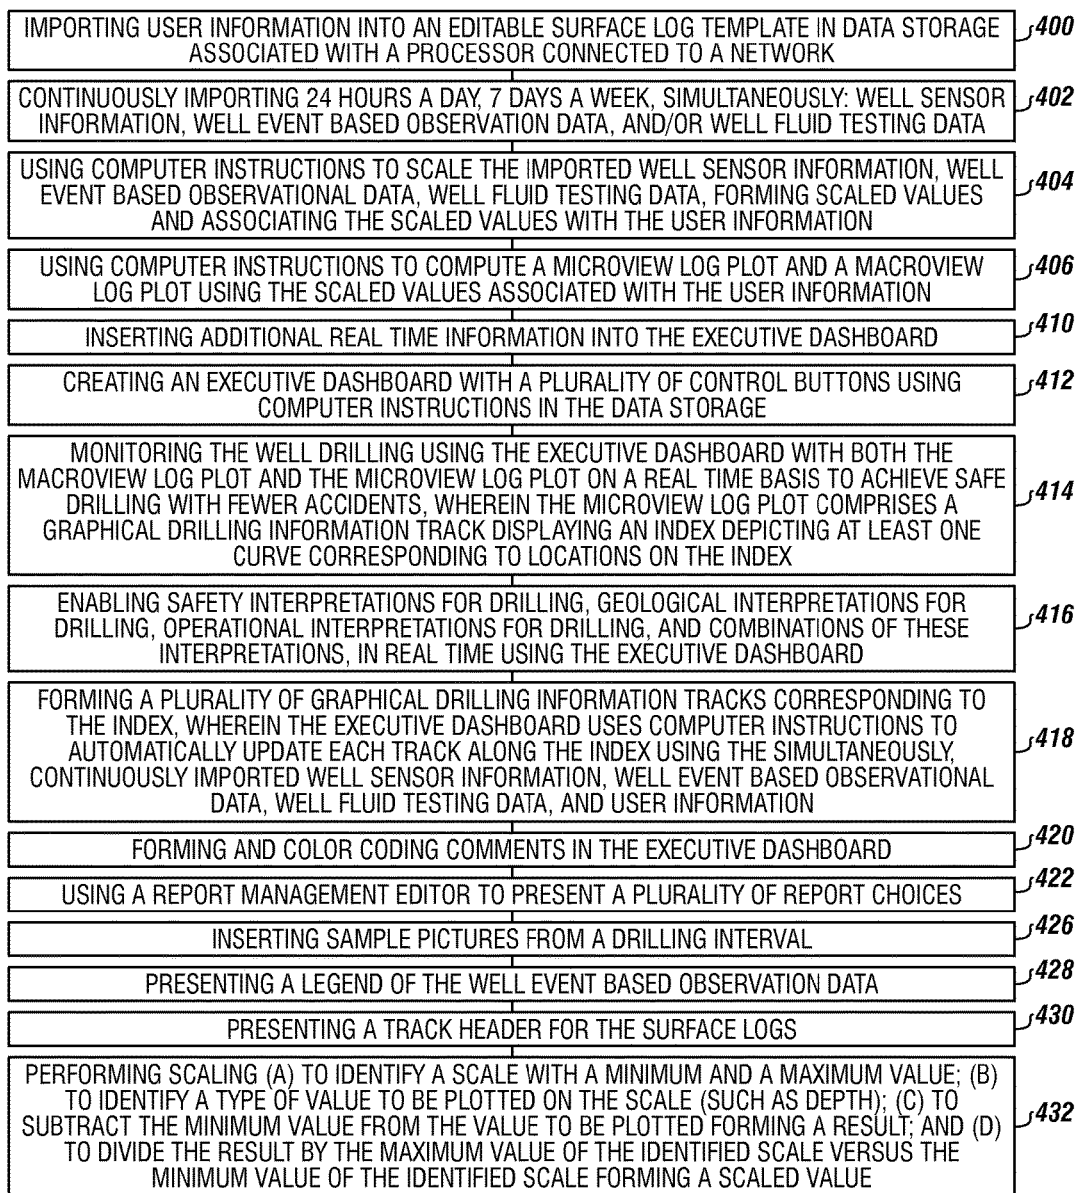 IMPORTING USER INFORMATION INTO AN EDITABLE SURFACE LOG TEMPLATE IN DATA STORAGE
ASSOCIATED WITH A PROCESSOR CONNECTED TO A NETWORK
400
CONTINUOUSLY IMPORTING 24 HOURS A DAY, 7 DAYS A WEEK, SIMULTANEOUSLY: WELL SENSOR
INFORMATION, WELL EVENT BASED OBSERVATION DATA, AND/OR WELL FLUID TESTING DATA
402
USING COMPUTER INSTRUCTIONS TO SCALE THE IMPORTED WELL SENSOR INFORMATION, WELL
EVENT BASED OBSERVATIONAL DATA, WELL FLUID TESTING DATA, FORMING SCALED VALUES
AND ASSOCIATING THE SCALED VALUES WITH THE USER INFORMATION
404
USING COMPUTER INSTRUCTIONS TO COMPUTE A MICROVIEW LOG PLOT AND A MACROVIEW
LOG PLOT USING THE SCALED VALUES ASSOCIATED WITH THE USER INFORMATION
406
INSERTING ADDITIONAL REAL TIME INFORMATION INTO THE EXECUTIVE DASHBOARD
410
CREATING AN EXECUTIVE DASHBOARD WITH A PLURALITY OF CONTROL BUTTONS USING
COMPUTER INSTRUCTIONS IN THE DATA STORAGE
412
MONITORING THE WELL DRILLING USING THE EXECUTIVE DASHBOARD WITH BOTH THE
MACROVIEW LOG PLOT AND THE MICROVIEW LOG PLOT ON A REAL TIME BASIS TO ACHIEVE SAFE
DRILLING WITH FEWER ACCIDENTS, WHEREIN THE MICROVIEW LOG PLOT COMPRISES A
GRAPHICAL DRILLING INFORMATION TRACK DISPLAYING AN INDEX DEPICTING AT LEAST ONE
CURVE CORRESPONDING TO LOCATIONS ON THE INDEX
414
ENABLING SAFETY INTERPRETATIONS FOR DRILLING, GEOLOGICAL INTERPRETATIONS FOR
DRILLING, OPERATIONAL INTERPRETATIONS FOR DRILLING, AND COMBINATIONS OF THESE
INTERPRETATIONS, IN REAL TIME USING THE EXECUTIVE DASHBOARD
416
FORMING A PLURALITY OF GRAPHICAL DRILLING INFORMATION TRACKS CORRESPONDING TO
THE INDEX, WHEREIN THE EXECUTIVE DASHBOARD USES COMPUTER INSTRUCTIONS TO
AUTOMATICALLY UPDATE EACH TRACK ALONG THE INDEX USING THE SIMULTANEOUSLY,
CONTINUOUSLY IMPORTED WELL SENSOR INFORMATION, WELL EVENT BASED OBSERVATIONAL
DATA, WELL FLUID TESTING DATA, AND USER INFORMATION
418
FORMING AND COLOR CODING COMMENTS IN THE EXECUTIVE DASHBOARD
420
USING A REPORT MANAGEMENT EDITOR TO PRESENT A PLURALITY OF REPORT CHOICES
422
INSERTING SAMPLE PICTURES FROM A DRILLING INTERVAL
426
PRESENTING A LEGEND OF THE WELL EVENT BASED OBSERVATION DATA
428
PRESENTING A TRACK HEADER FOR THE SURFACE LOGS
430
PERFORMING SCALING (A) TO IDENTIFY A SCALE WITH A MINIMUM AND A MAXIMUM VALUE; (B)
TO IDENTIFY A TYPE OF VALUE TO BE PLOTTED ON THE SCALE (SUCH AS DEPTH); (C) TO
SUBTRACT THE MINIMUM VALUE FROM THE VALUE TO BE PLOTTED FORMING A RESULT; AND (D)
TO DIVIDE THE RESULT BY THE MAXIMUM VALUE OF THE IDENTIFIED SCALE VERSUS THE
MINIMUM VALUE OF THE IDENTIFIED SCALE FORMING A SCALED VALUE
432